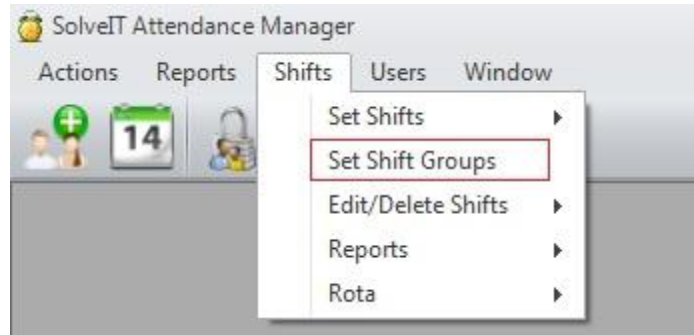 SolveIT Attendance Manager
Actions Reports Shifts Users Window
14
Set Shifts
Set Shift Groups
Edit/Delete Shifts
Reports
Rota